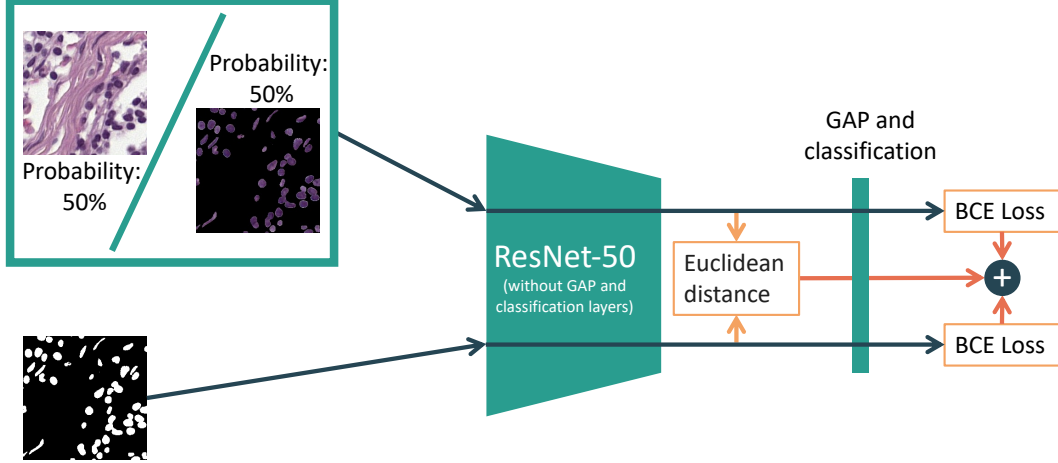 Probability:
50%
Probability:
50%
ResNet-50
(without GAP and
classification layers)
Euclidean
distance
GAP and
classification
BCE Loss
+
BCE Loss